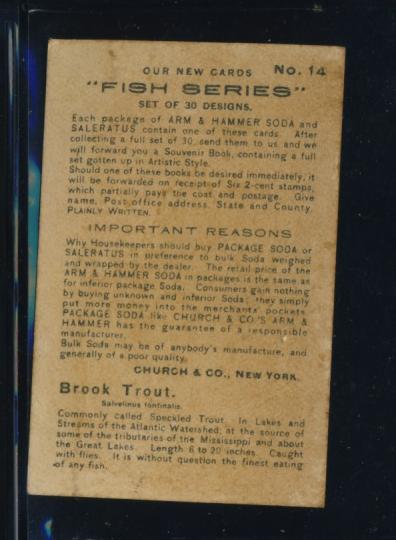 OUR NEW CARDS No. 14
"FISH SERIES"
SET OF 30 DESIGNS.
Each package of ARM & HAMMER SODA and
SALERATUS contain one of these cards. After
collecting a full set of 30, send them to us and we
will forward you a Souvenir Book, containing a full
set gotten up in Artistic Style.
Should one of these books be desired immediately, it
will be forwarded on receipt of Six 2-cent stamps,
which partially pays the cost and postage. Give
name, Post office address, State and County,
PLAINLY WRITTEN.
IMPORTANT REASONS
Why Housekeepers should buy PACKAGE SODA or
SALERATUS in preference to bulk Soda weighed
and wrapped by the dealer. The retail price of the
ARM & HAMMER SODA in packages is the same as
for inferior package Soda. Consumers gain nothing
by buying unknown and inferior Soda; they simply
put more money into the merchants' pockets.
PACKAGE SODA like CHURCH & CO.'S ARM &
HAMMER has the guarantee of a responsible
manufacturer.
Bulk Soda may be of anybody's manufacture, and
generally of a poor quality.
CHURCH & CO., NEW YORK.
Brook Trout.
Salvelinus fontinalis.
Commonly called Speckled Trout. In Lakes and
Streams of the Atlantic Watershed; at the source of
some of the tributaries of the Mississippi and about
the Great Lakes. Length 6 to 20 inches. Caught
with flies. It is without question the finest eating
of any fish.